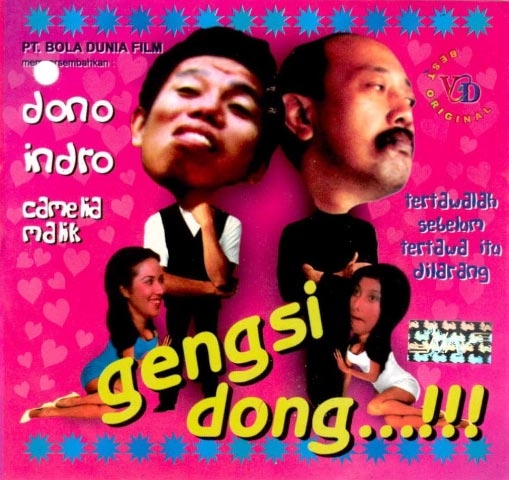 PT. BOLA DUNIA FILM
mempersembahkan :
dono
indro
camelia
malik
BEST ORIGINAL
VCD
tertawalah
sebelum
tertawa itu
dilarang
gengsi
dong...!!!